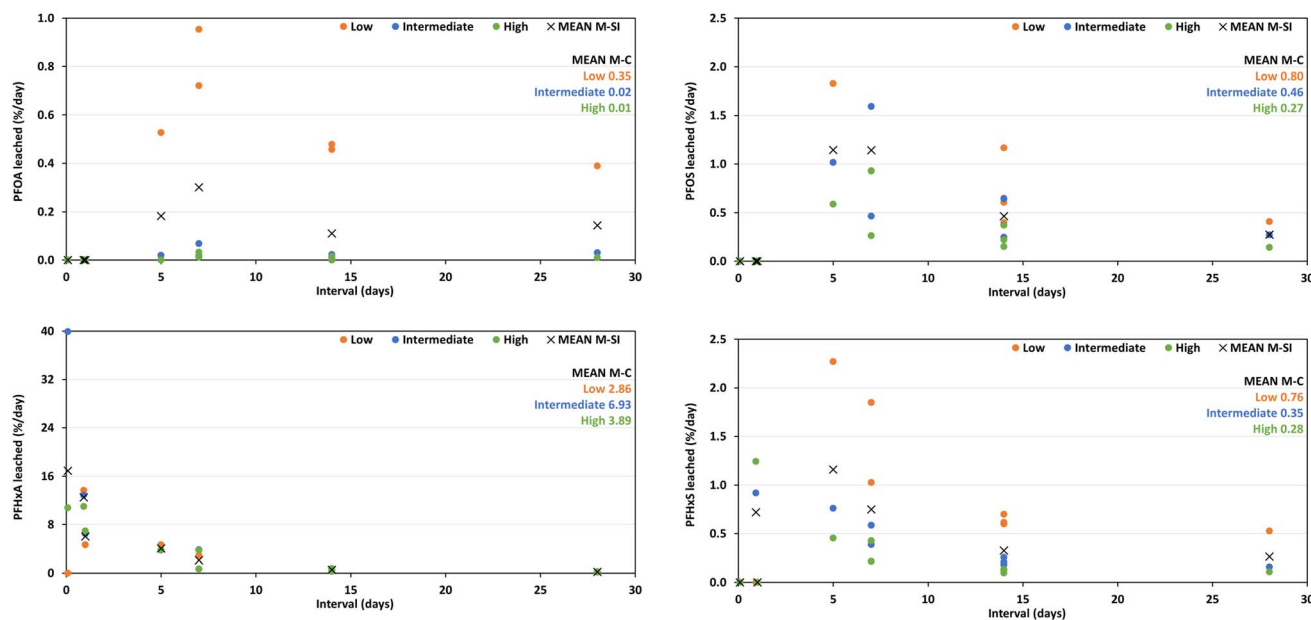 Low Intermediate High MEAN M-SI
MEAN M-C
Low 0.35
Intermediate 0.02
High 0.01
PFOA leached (%/day)
1.0
0.8
0.6
0.4
0.2
0.0
0 5 10 15 20 25 30
Interval (days)
Low Intermediate High MEAN M-SI
MEAN M-C
Low 0.80
Intermediate 0.46
High 0.27
PFOS leached (%/day)
2.5
2.0
1.5
1.0
0.5
0.0
0 5 10 15 20 25 30
Interval (days)
Low Intermediate High MEAN M-SI
MEAN M-C
Low 2.86
Intermediate 6.93
High 3.89
PFHxA leached (%/day)
40
32
24
16
8
0
0 5 10 15 20 25 30
Interval (days)
Low Intermediate High MEAN M-SI
MEAN M-C
Low 0.76
Intermediate 0.35
High 0.28
PFHxS leached (%/day)
2.5
2.0
1.5
1.0
0.5
0.0
0 5 10 15 20 25 30
Interval (days)